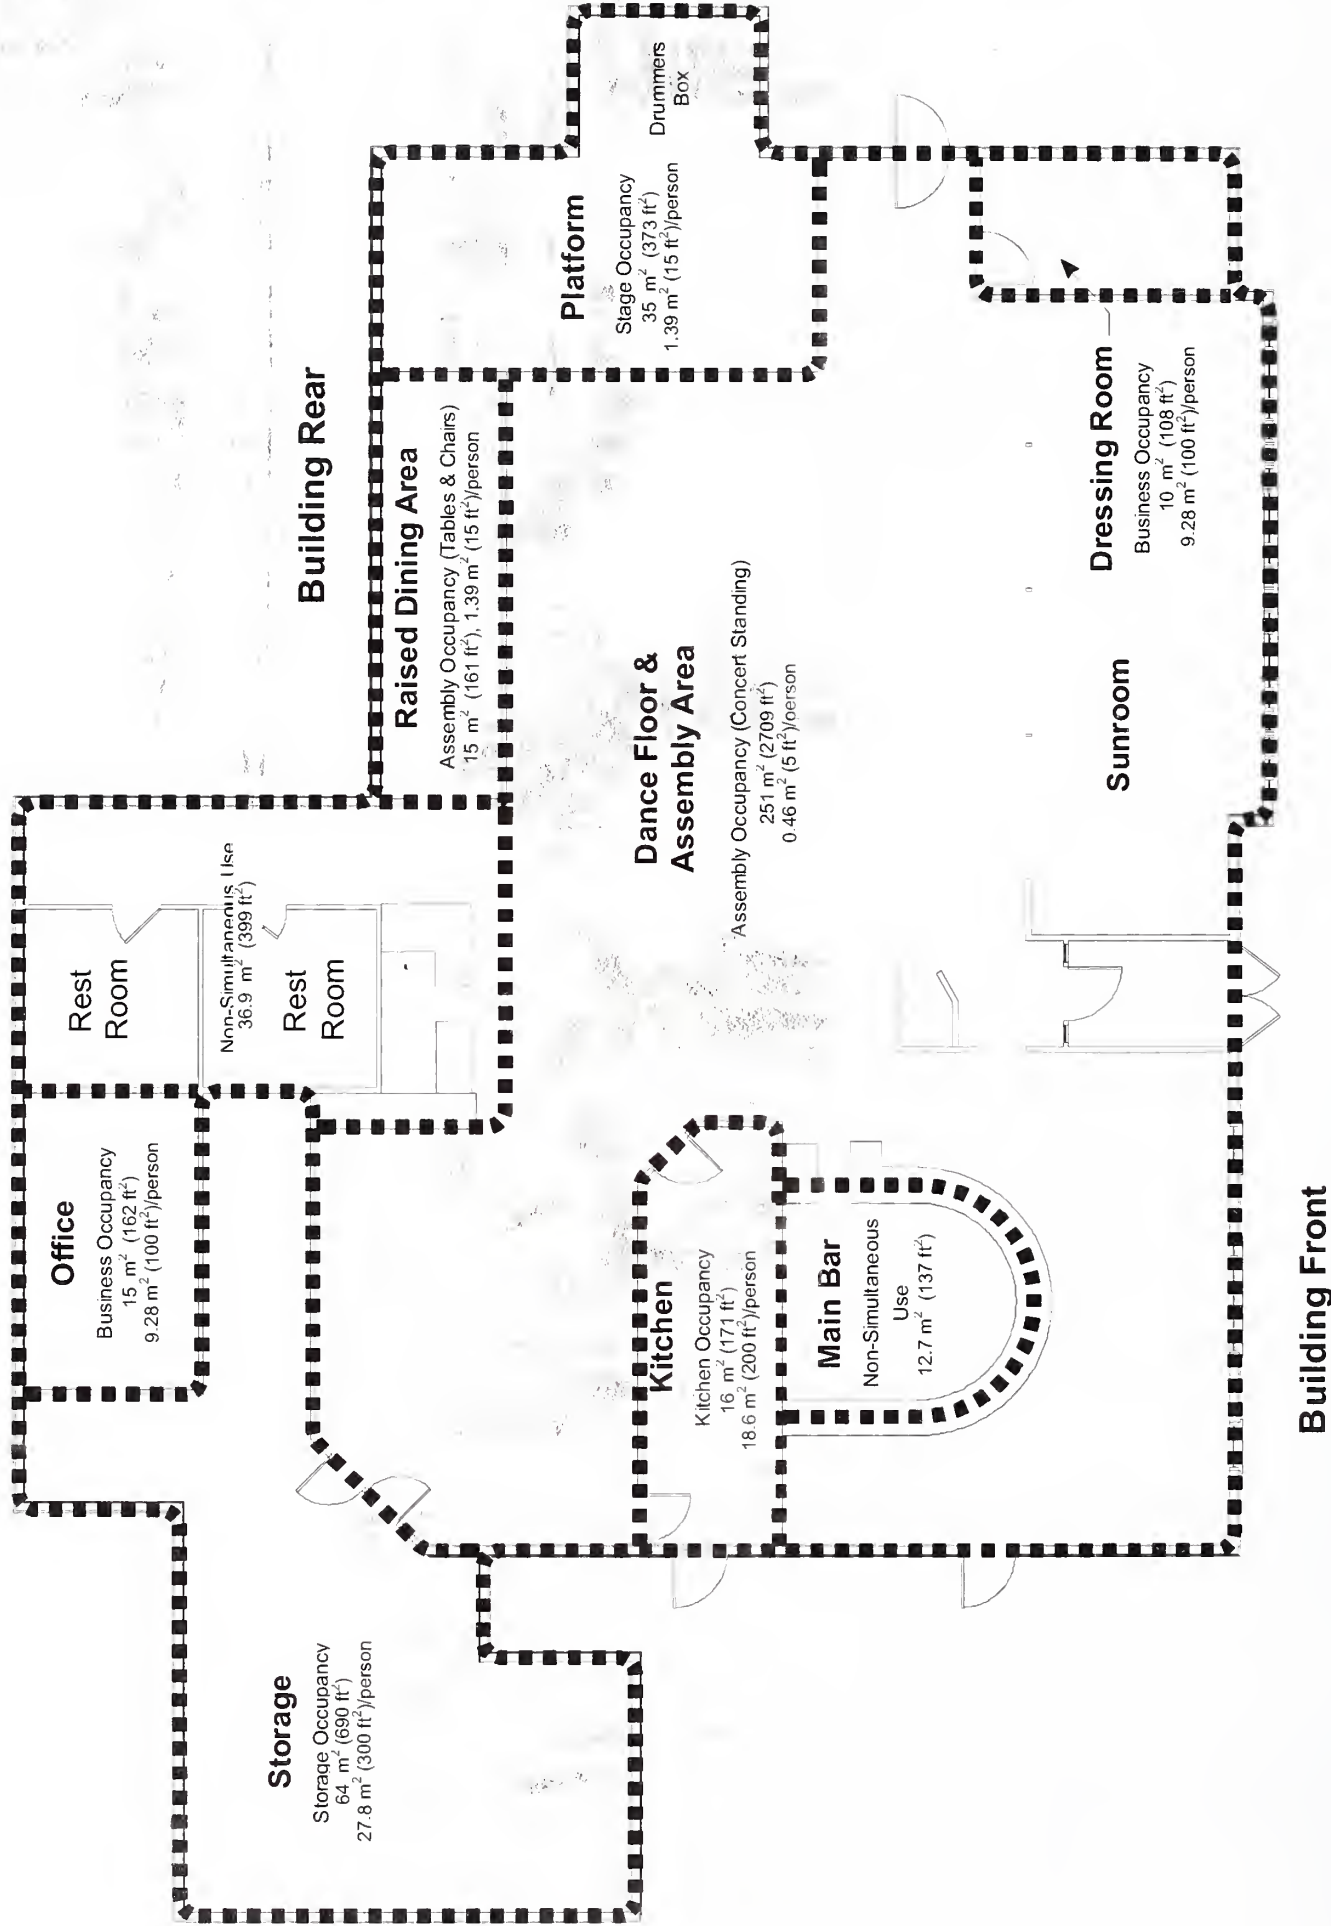 Office
Business Occupancy
15 m² (162 ft²)
9.28 m² (100 ft²)/person
Rest
Room
Non-Simultaneous Use
36.9 m² (399 ft²)
Rest
Room
Storage
Storage Occupancy
64 m² (690 ft²)
27.8 m² (300 ft²)/person
Building Rear
Raised Dining Area
Assembly Occupancy (Tables & Chairs)
15 m² (161 ft²), 1.39 m² (15 ft²)/person
Platform
Stage Occupancy
35 m² (373 ft²)
1.39 m² (15 ft²)/person
Drummers
Box
Kitchen
Kitchen Occupancy
16 m² (171 ft²)
18.6 m² (200 ft²)/person
Dance Floor &
Assembly Area
Assembly Occupancy (Concert Standing)
251 m² (2709 ft²)
0.46 m² (5 ft²)/person
Main Bar
Non-Simultaneous
Use
12.7 m² (137 ft²)
Sunroom
Dressing Room
Business Occupancy
10 m² (108 ft²)
9.28 m² (100 ft²)/person
Building Front